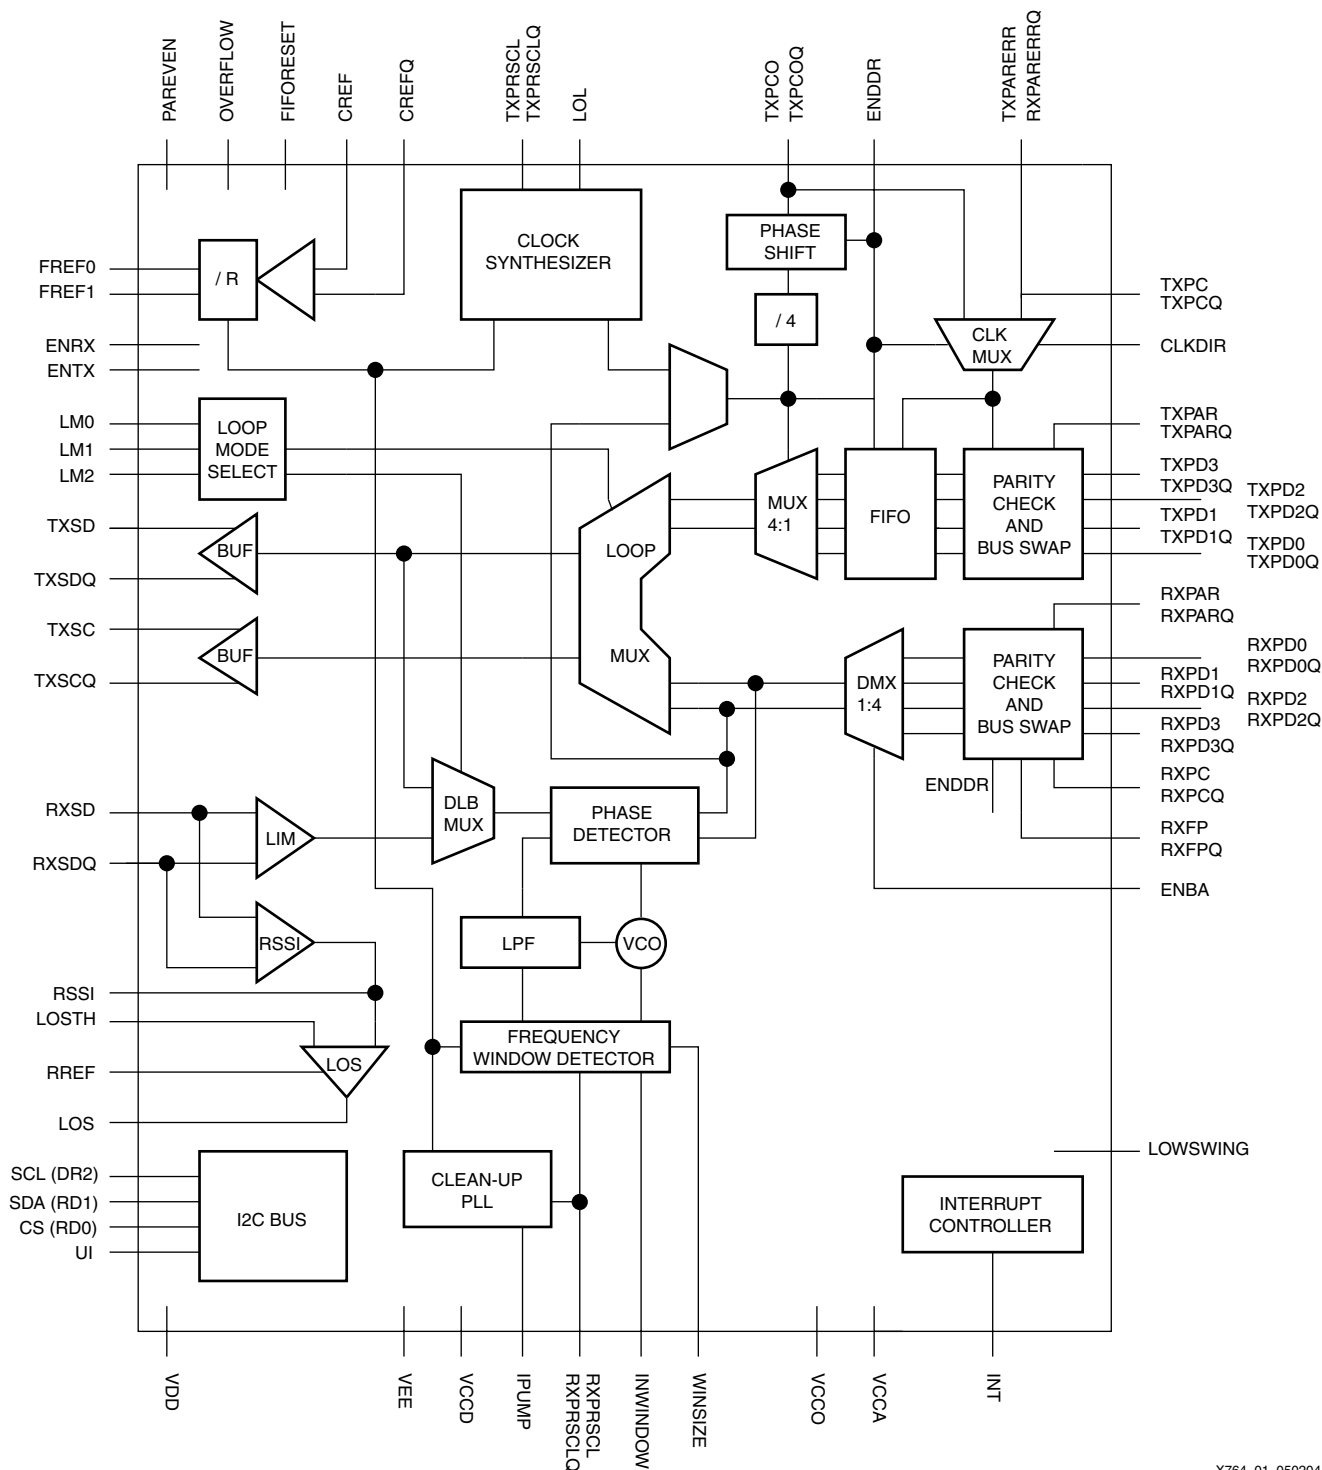 PAREVEN
OVERFLOW
FIFORESET
CREF
CREFQ
TXPRSCL
TXPRSCLQ
LOL
TXPCO
TXPCOQ
ENDDR
TXPARERR
RXPARERRQ
CLOCK
SYNTHESIZER
PHASE
SHIFT
FREF0
/ R
FREF1
TXPC
TXPCQ
/ 4
CLK
MUX
CLKDIR
ENRX
ENTX
LM0
LM1
LM2
LOOP
MODE
SELECT
TXPAR
TXPARQ
TXPD3
TXPD3Q
TXPD2
TXPD2Q
TXPD1
TXPD1Q
TXPD0
TXPD0Q
MUX
4:1
FIFO
PARITY
CHECK
AND
BUS SWAP
TXSD
BUF
TXSDQ
LOOP
MUX
TXSC
BUF
TXSCQ
RXPAR
RXPARQ
DMX
1:4
PARITY
CHECK
AND
BUS SWAP
RXPD0
RXPD0Q
RXPD1
RXPD1Q
RXPD2
RXPD2Q
RXPD3
RXPD3Q
ENDDR
RXPC
RXPCQ
RXSD
LIM
DLB
MUX
PHASE
DETECTOR
RXFP
RXFPQ
RXSDQ
ENBA
RSSI
LPF
VCO
RSSI
LOSTH
FREQUENCY
WINDOW DETECTOR
LOS
RREF
LOS
LOWSWING
SCL (DR2)
SDA (RD1)
CS (RD0)
UI
I2C BUS
CLEAN-UP
PLL
INTERRUPT
CONTROLLER
VDD
VEE
VCCD
IPUMP
RXPRSCL
RXPRSCLQ
INWINDOW
WINSIZE
VCCO
VCCA
INT
X764_01_050204